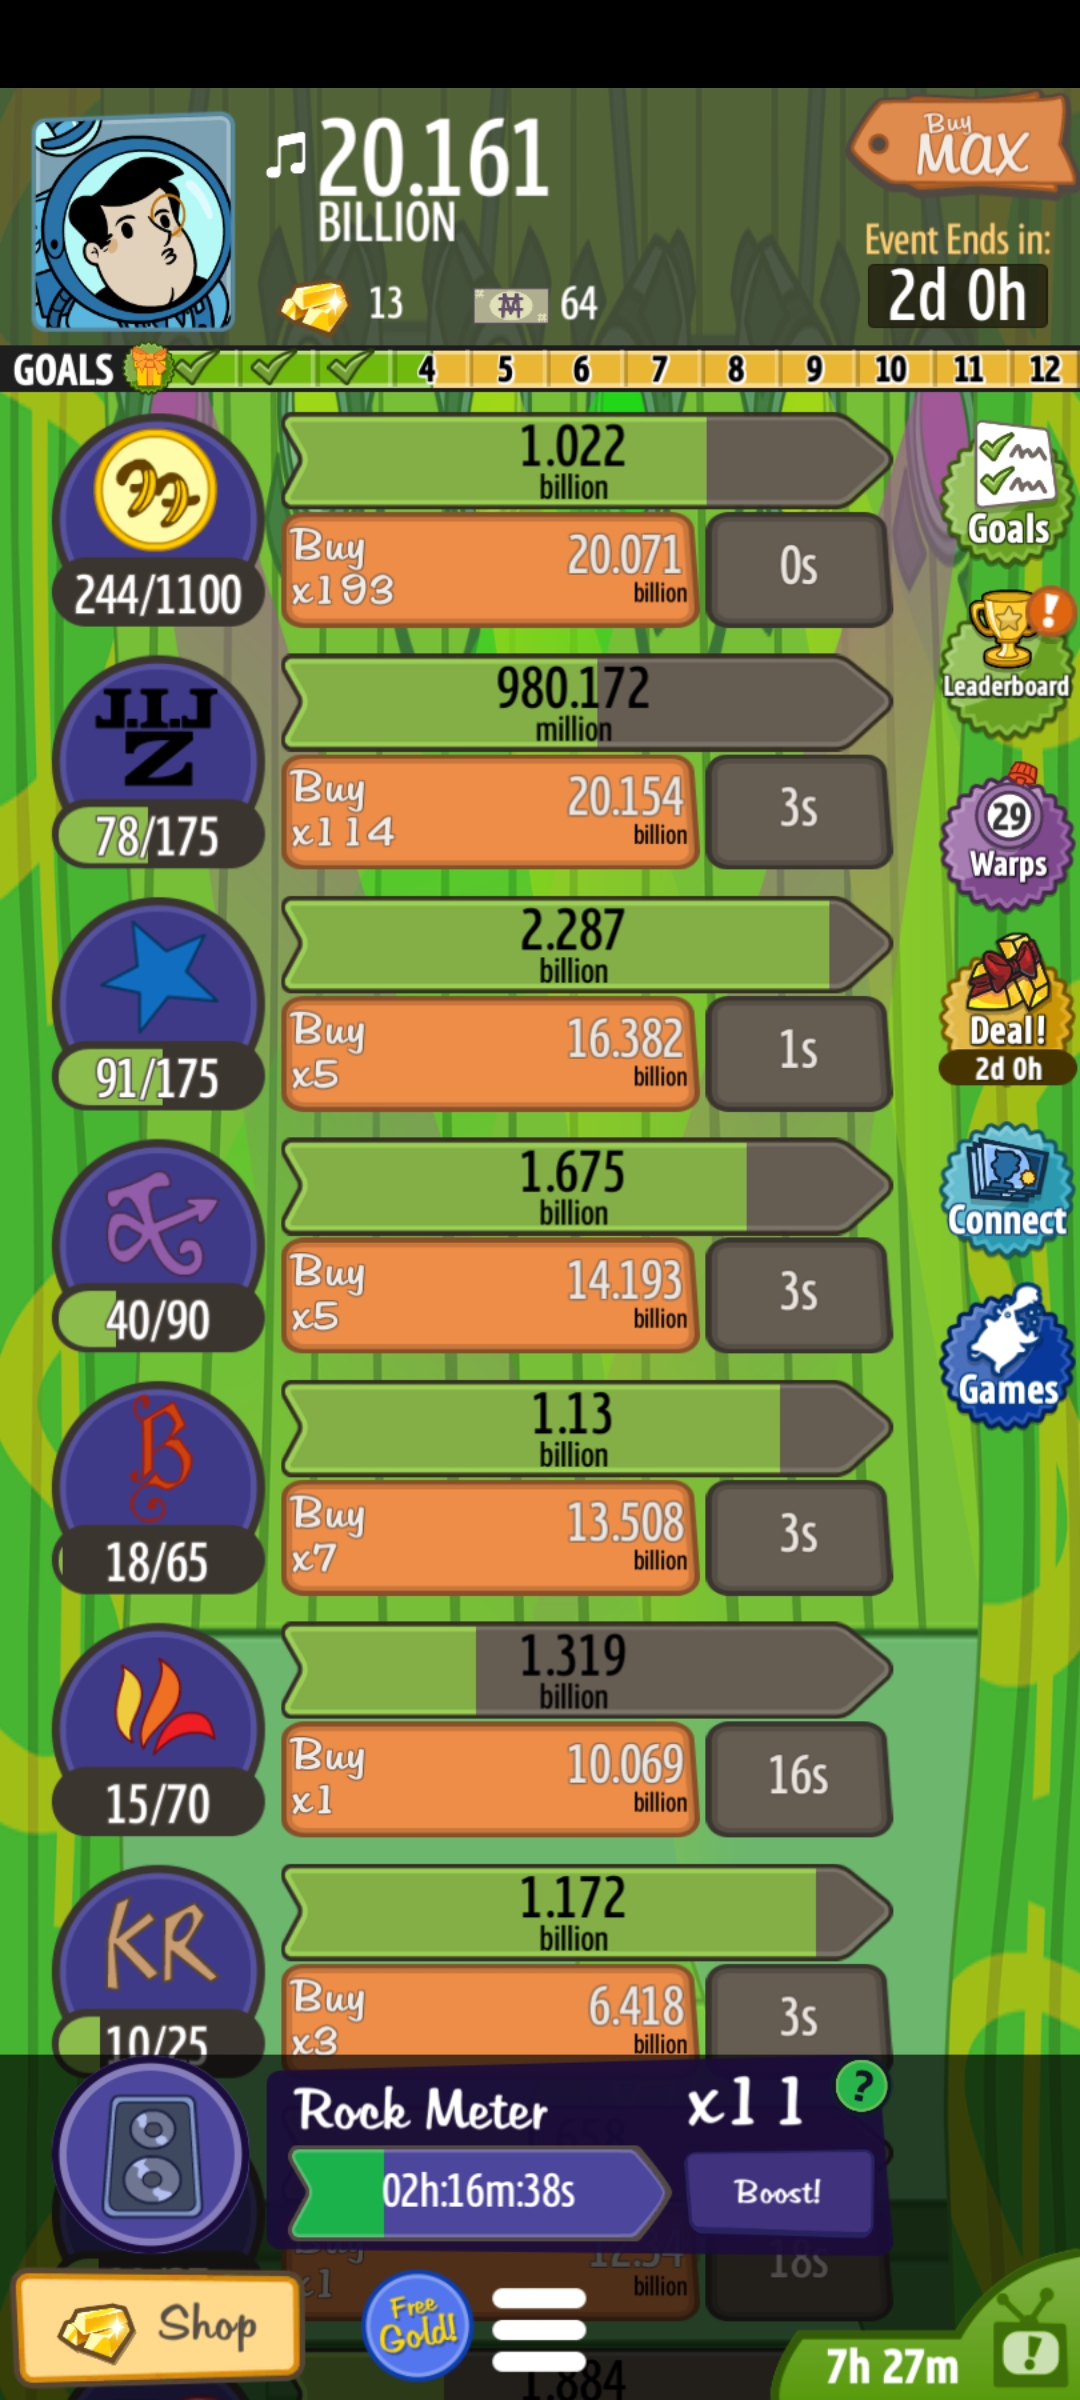 20.161
BILLION
13
64
Buy
MAX
Event Ends in:
2d 0h
GOALS
4 5 6 7 8 9 10 11 12
1.022
billion
244/1100
Buy
x193
20.071
billion
0s
Goals
J.I.J
Z
980.172
million
78/175
Buy
x114
20.154
billion
3s
Leaderboard
29
Warps
2.287
billion
91/175
Buy
x5
16.382
billion
1s
Deal!
2d 0h
1.675
billion
40/90
Buy
x5
14.193
billion
3s
Connect
B
1.13
billion
18/65
Buy
x7
13.508
billion
3s
Games
1.319
billion
15/70
Buy
x1
10.069
billion
16s
KR
1.172
billion
10/25
Buy
x3
6.418
billion
3s
Rock Meter
x11
?
02h:16m:38s
Boost!
12.34
billion
x1
18s
Shop
Free
Gold!
1.884
7h 27m
!